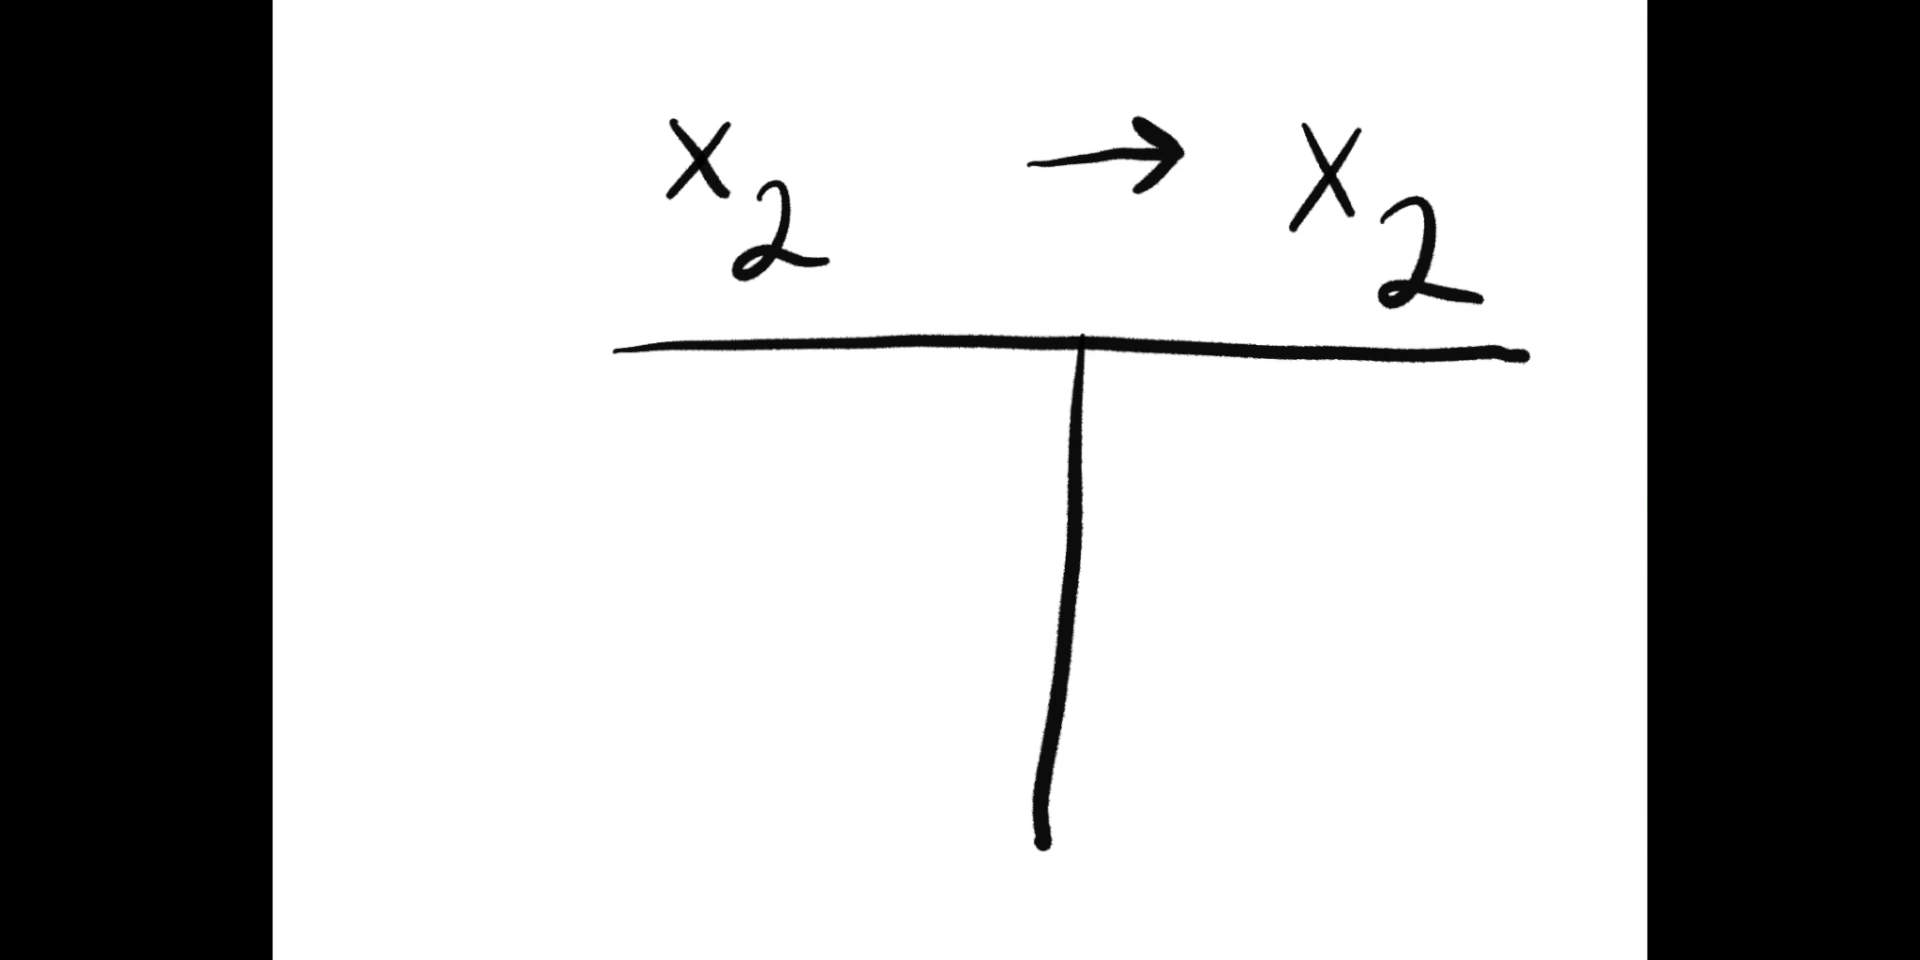 x₂ → x₂